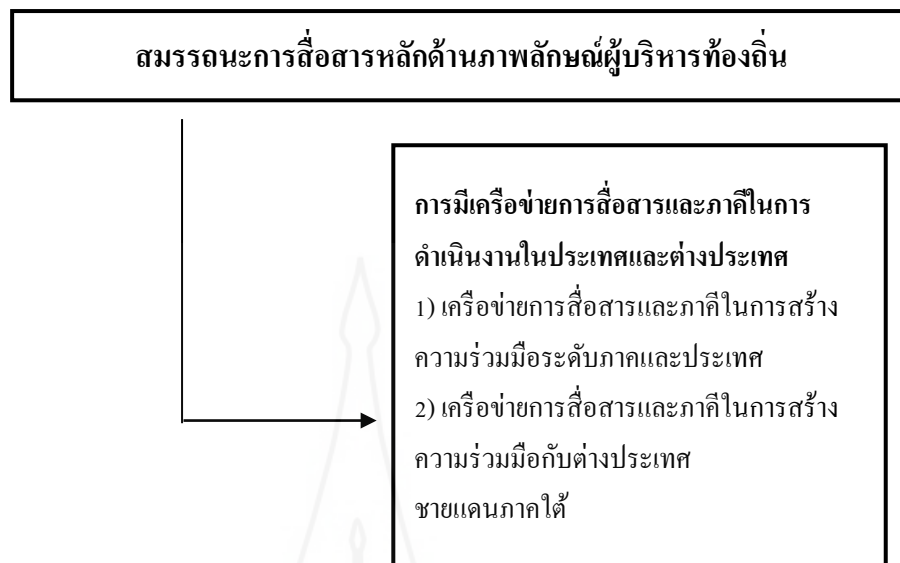 สมรรถนะการสื่อสารหลักด้านภาพลักษณ์ผู้บริหารท้องถิ่น
การมีเครือข่ายการสื่อสารและภาคีในการ
ดำเนินงานในประเทศและต่างประเทศ
1) เครือข่ายการสื่อสารและภาคีในการสร้าง
ความร่วมมือระดับภาคและประเทศ
2) เครือข่ายการสื่อสารและภาคีในการสร้าง
ความร่วมมือกับต่างประเทศ
ชายแดนภาคใต้